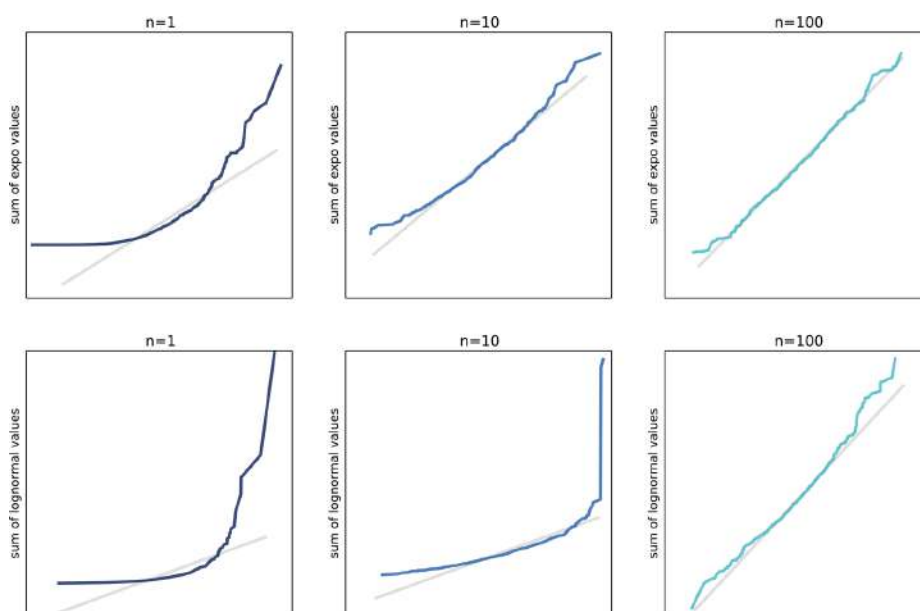 n=1
n=10
n=100
sum of expo values
sum of expo values
sum of expo values
n=1
n=10
n=100
sum of lognormal values
sum of lognormal values
sum of lognormal values